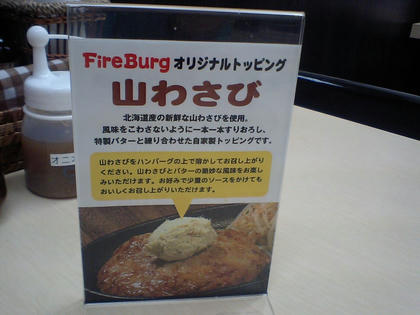 FireBurg オリジナルトッピング
山わさび
北海道産の新鮮な山わさびを使用。
風味をこわさないように一本一本すりおろし、
特製バターと練り合わせた自家製トッピングです。
山わさびをハンバーグの上で溶かしてお召し上がり
ください。山わさびとバターの絶妙な風味をお楽し
みいただけます。お好みで少量のソースをかけても
おいしくお召し上がりいただけます。
オニオ